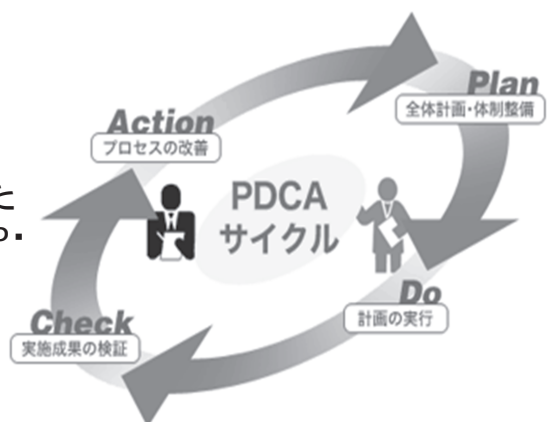 Plan
全体計画・体制整備
Action
プロセスの改善
PDCA
サイクル
Do
計画の実行
Check
実施成果の検証